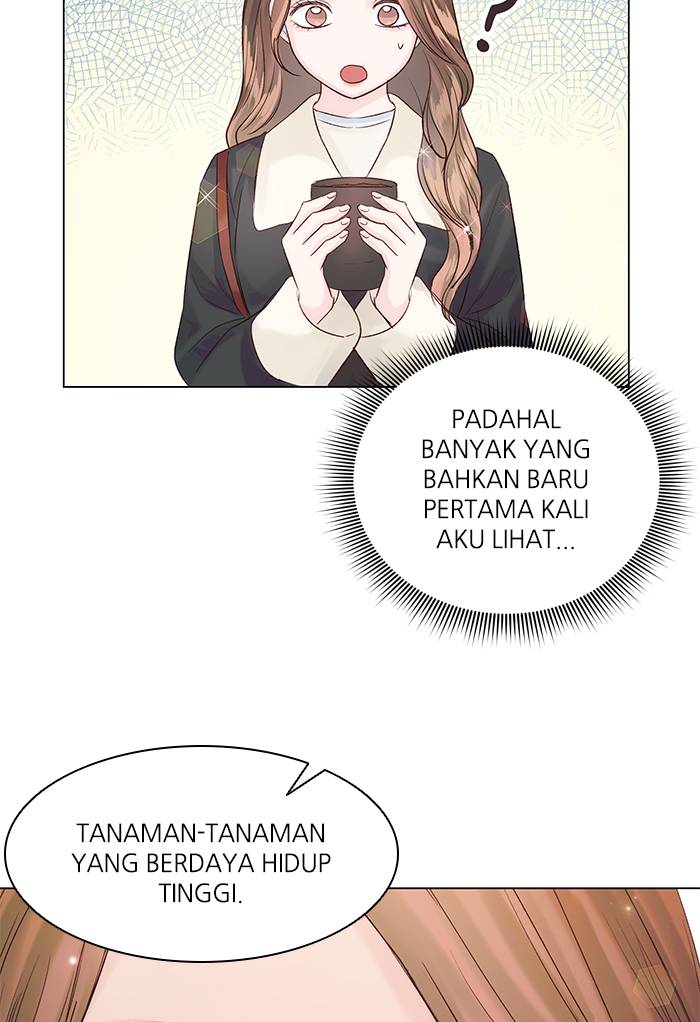 ?
PADAHAL
BANYAK YANG
BAHKAN BARU
PERTAMA KALI
AKU LIHAT...
TANAMAN-TANAMAN
YANG BERDAYA HIDUP
TINGGI.